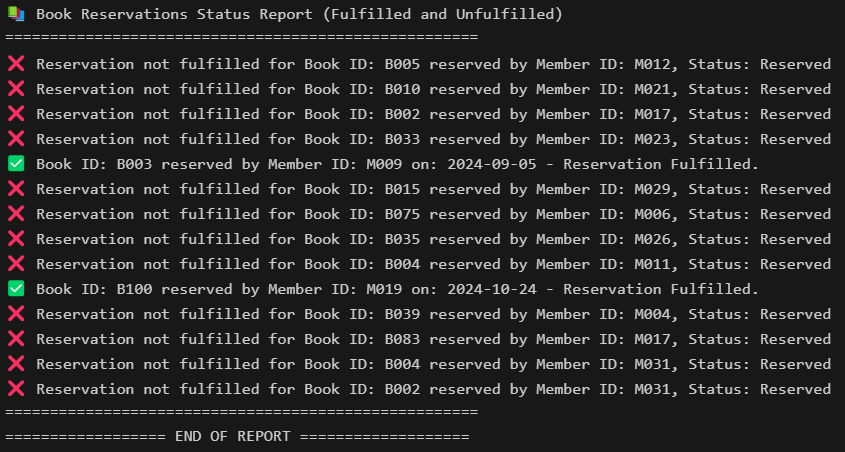 📚 Book Reservations Status Report (Fulfilled and Unfulfilled)
=====================================================
❌ Reservation not fulfilled for Book ID: B005 reserved by Member ID: M012, Status: Reserved
❌ Reservation not fulfilled for Book ID: B010 reserved by Member ID: M021, Status: Reserved
❌ Reservation not fulfilled for Book ID: B002 reserved by Member ID: M017, Status: Reserved
❌ Reservation not fulfilled for Book ID: B033 reserved by Member ID: M023, Status: Reserved
✅ Book ID: B003 reserved by Member ID: M009 on: 2024-09-05 - Reservation Fulfilled.
❌ Reservation not fulfilled for Book ID: B015 reserved by Member ID: M029, Status: Reserved
❌ Reservation not fulfilled for Book ID: B075 reserved by Member ID: M006, Status: Reserved
❌ Reservation not fulfilled for Book ID: B035 reserved by Member ID: M026, Status: Reserved
❌ Reservation not fulfilled for Book ID: B004 reserved by Member ID: M011, Status: Reserved
✅ Book ID: B100 reserved by Member ID: M019 on: 2024-10-24 - Reservation Fulfilled.
❌ Reservation not fulfilled for Book ID: B039 reserved by Member ID: M004, Status: Reserved
❌ Reservation not fulfilled for Book ID: B083 reserved by Member ID: M017, Status: Reserved
❌ Reservation not fulfilled for Book ID: B004 reserved by Member ID: M031, Status: Reserved
❌ Reservation not fulfilled for Book ID: B002 reserved by Member ID: M031, Status: Reserved
=====================================================
================== END OF REPORT ===================